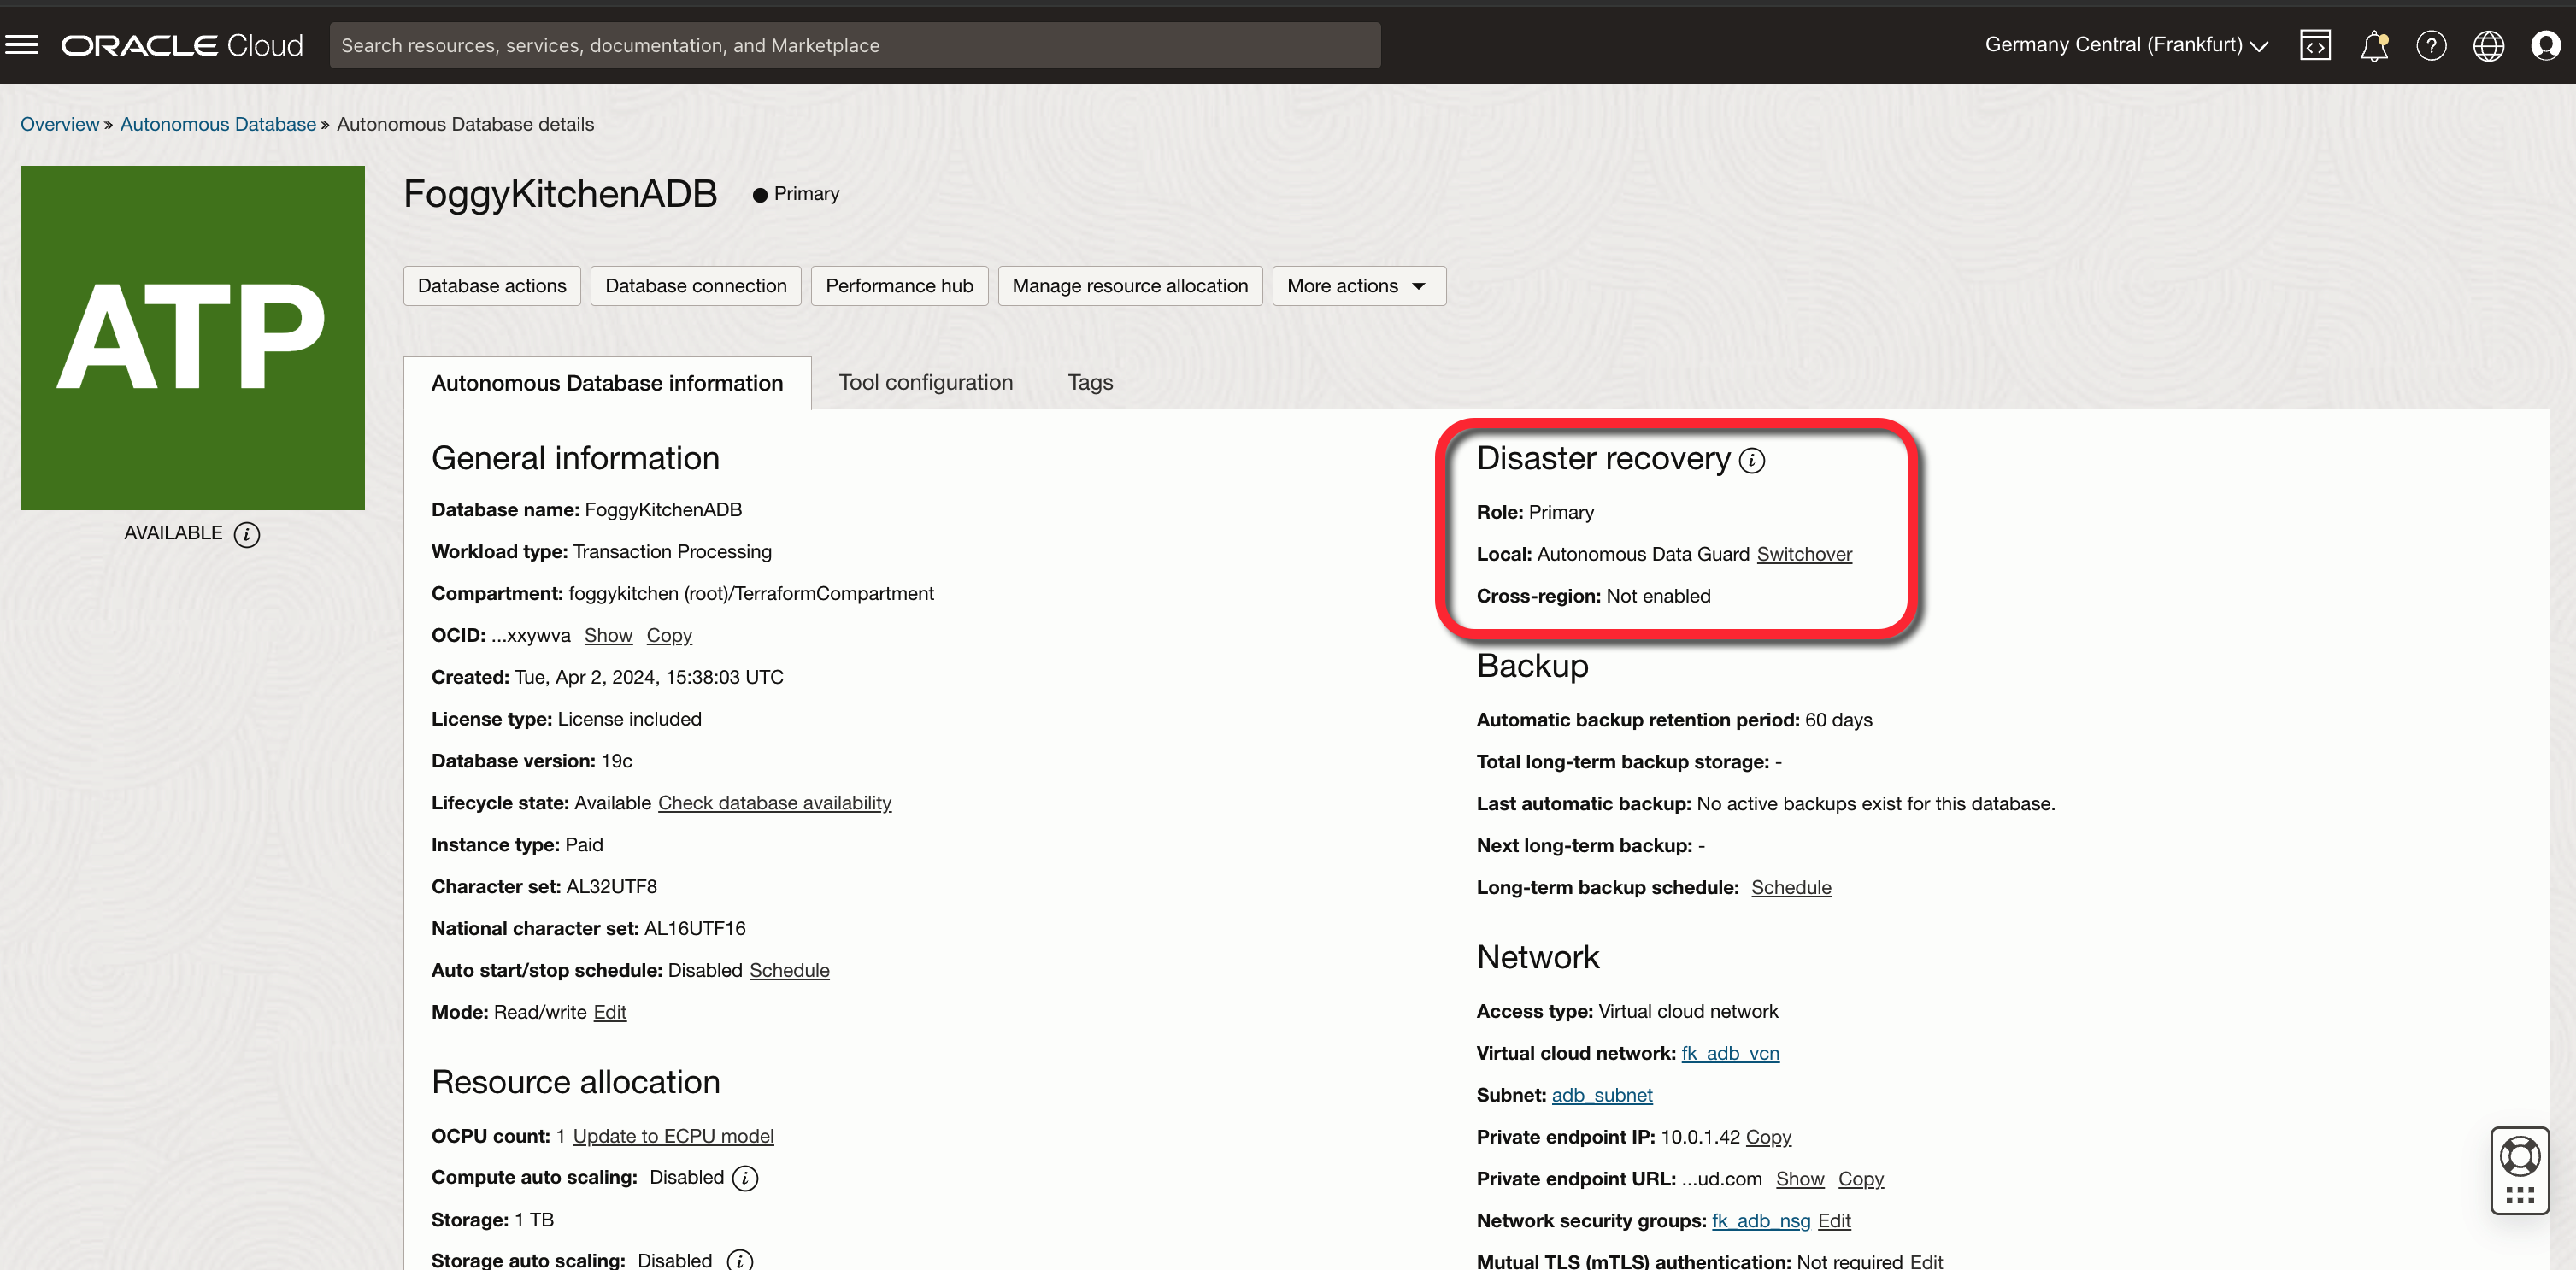 ORACLE Cloud
Search resources, services, documentation, and Marketplace
Germany Central (Frankfurt)
Overview » Autonomous Database » Autonomous Database details
ATP
AVAILABLE
FoggyKitchenADB
Primary
Database actions
Database connection
Performance hub
Manage resource allocation
More actions
Autonomous Database information
Tool configuration
Tags
General information
Database name: FoggyKitchenADB
Workload type: Transaction Processing
Compartment: foggykitchen (root)/TerraformCompartment
OCID: ...xxywva Show Copy
Created: Tue, Apr 2, 2024, 15:38:03 UTC
License type: License included
Database version: 19c
Lifecycle state: Available Check database availability
Instance type: Paid
Character set: AL32UTF8
National character set: AL16UTF16
Auto start/stop schedule: Disabled Schedule
Mode: Read/write Edit
Resource allocation
OCPU count: 1 Update to ECPU model
Compute auto scaling: Disabled
Storage: 1 TB
Storage auto scaling: Disabled
Disaster recovery
Role: Primary
Local: Autonomous Data Guard Switchover
Cross-region: Not enabled
Backup
Automatic backup retention period: 60 days
Total long-term backup storage: -
Last automatic backup: No active backups exist for this database.
Next long-term backup: -
Long-term backup schedule: Schedule
Network
Access type: Virtual cloud network
Virtual cloud network: fk_adb_vcn
Subnet: adb_subnet
Private endpoint IP: 10.0.1.42 Copy
Private endpoint URL: ...ud.com Show Copy
Network security groups: fk_adb_nsg Edit
Mutual TLS (mTLS) authentication: Not required Edit